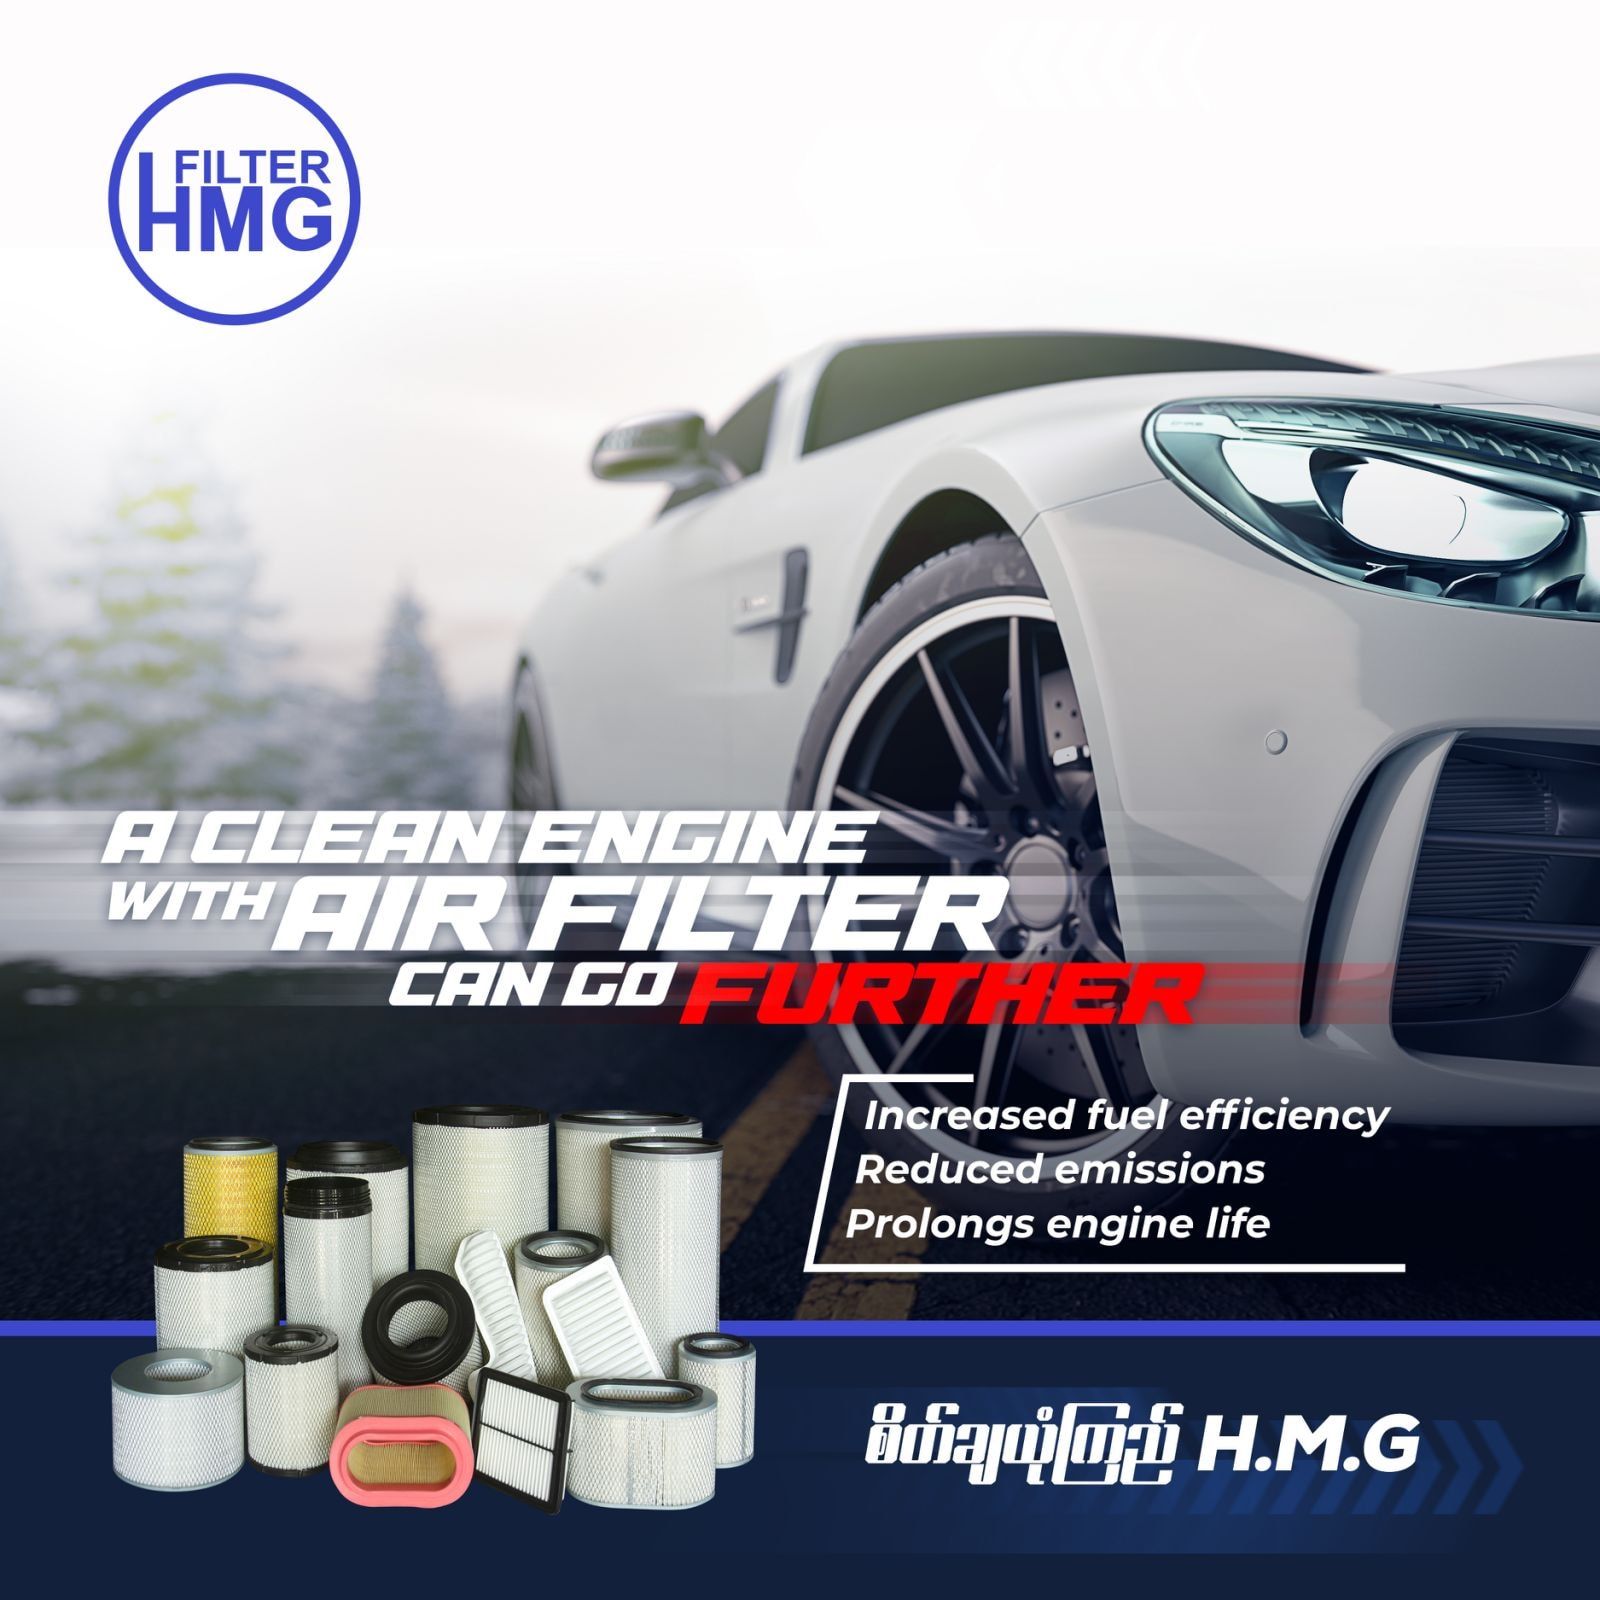 FILTER
HMG
A CLEAN ENGINE
WITH AIR FILTER
CAN GO FURTHER
Increased fuel efficiency
Reduced emissions
Prolongs engine life
စိတ်ချယုံကြည် H.M.G